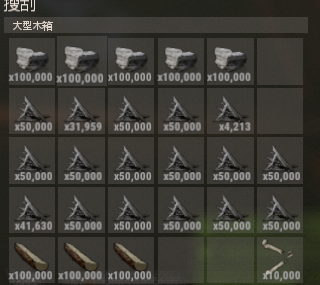 搜刮
大型木箱
x100,000 x100,000 x100,000 x100,000 x100,000
x50,000 x31,959 x50,000 x50,000 x4,213
x50,000 x50,000 x50,000 x50,000 x50,000 x50,000
x41,630 x50,000 x50,000 x50,000 x50,000 x50,000
x100,000 x100,000 x100,000 x10,000